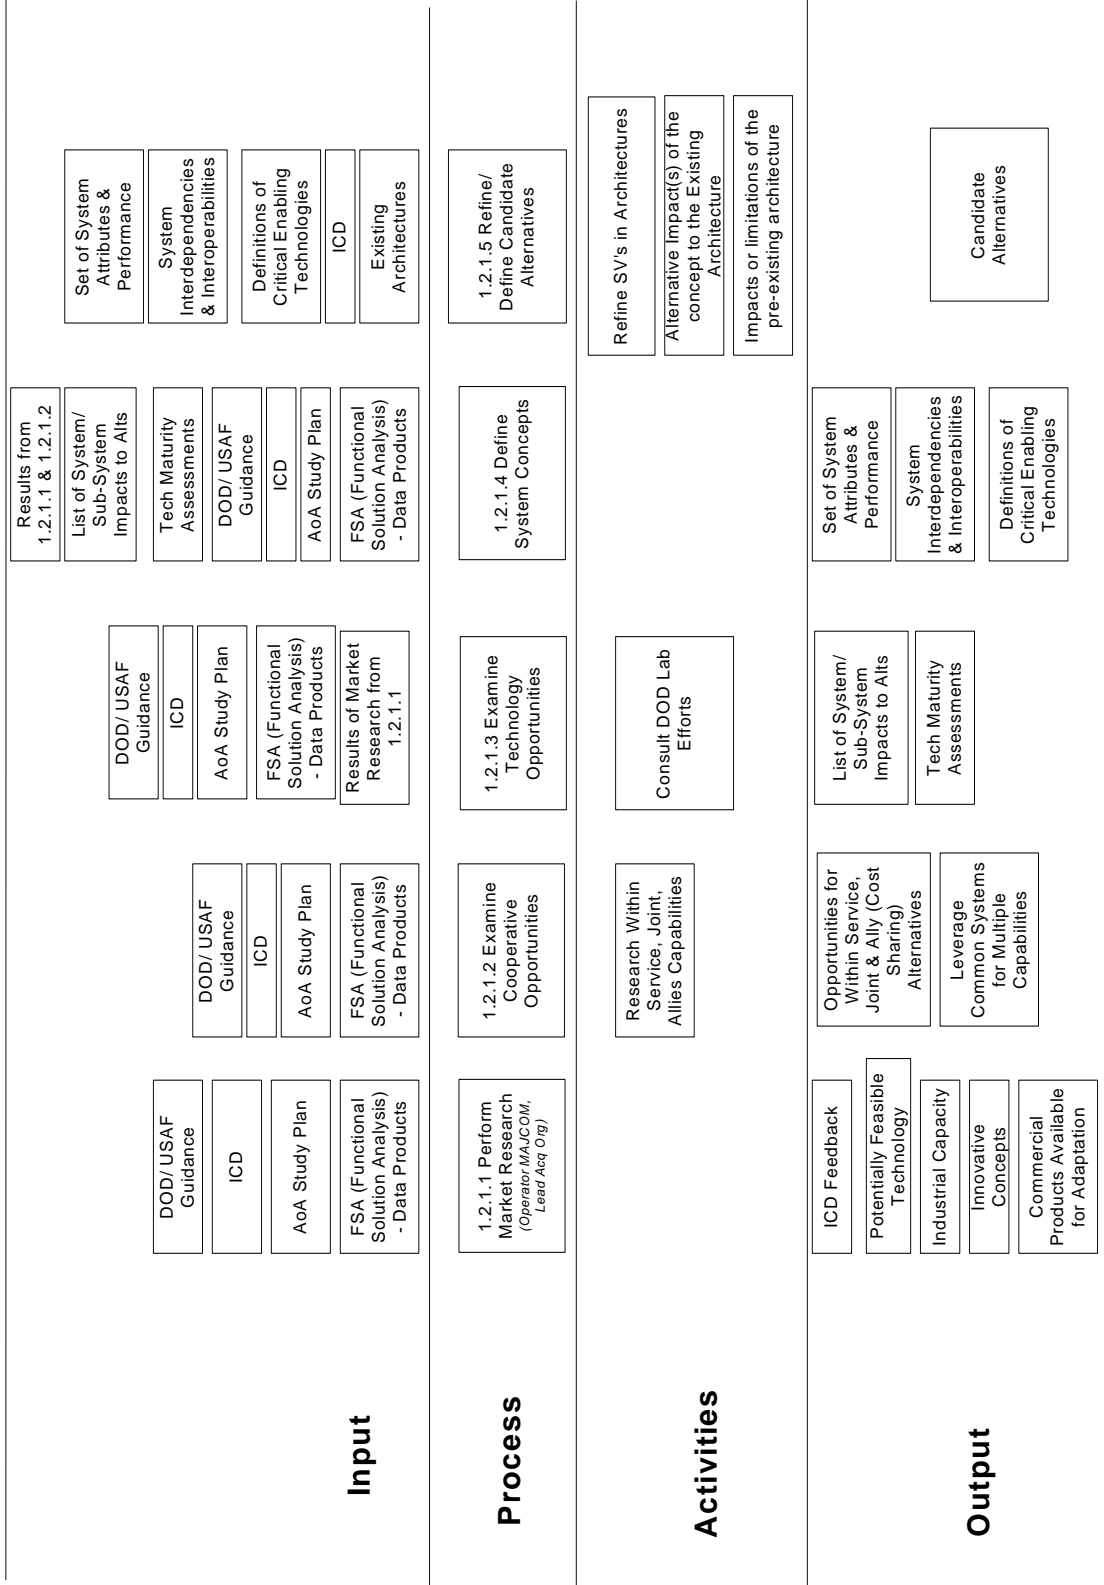 Input
DOD/ USAF
Guidance
ICD
AoA Study Plan
FSA (Functional
Solution Analysis)
- Data Products
DOD/ USAF
Guidance
ICD
AoA Study Plan
FSA (Functional
Solution Analysis)
- Data Products
DOD/ USAF
Guidance
ICD
AoA Study Plan
FSA (Functional
Solution Analysis)
- Data Products
Results of Market
Research from
1.2.1.1
Results from
1.2.1.1 & 1.2.1.2
List of System/
Sub-System
Impacts to Alts
Tech Maturity
Assessments
DOD/ USAF
Guidance
ICD
AoA Study Plan
FSA (Functional
Solution Analysis)
- Data Products
Set of System
Attributes &
Performance
System
Interdependencies
& Interoperabilities
Definitions of
Critical Enabling
Technologies
ICD
Existing
Architectures
Process
1.2.1.1 Perform
Market Research
(Operator MAJCOM,
Lead Acq Org)
1.2.1.2 Examine
Cooperative
Opportunities
1.2.1.3 Examine
Technology
Opportunities
1.2.1.4 Define
System Concepts
1.2.1.5 Refine/
Define Candidate
Alternatives
Activities
Research Within
Service, Joint,
Allies Capabilities
Consult DOD Lab
Efforts
Refine SV's in Architectures
Alternative Impact(s) of the
concept to the Existing
Architecture
Impacts or limitations of the
pre-existing architecture
Output
ICD Feedback
Potentially Feasible
Technology
Industrial Capacity
Innovative
Concepts
Commercial
Products Available
for Adaptation
Opportunities for
Within Service,
Joint & Ally (Cost
Sharing)
Alternatives
Leverage
Common Systems
for Multiple
Capabilities
List of System/
Sub-System
Impacts to Alts
Tech Maturity
Assessments
Set of System
Attributes &
Performance
System
Interdependencies
& Interoperabilities
Definitions of
Critical Enabling
Technologies
Candidate
Alternatives